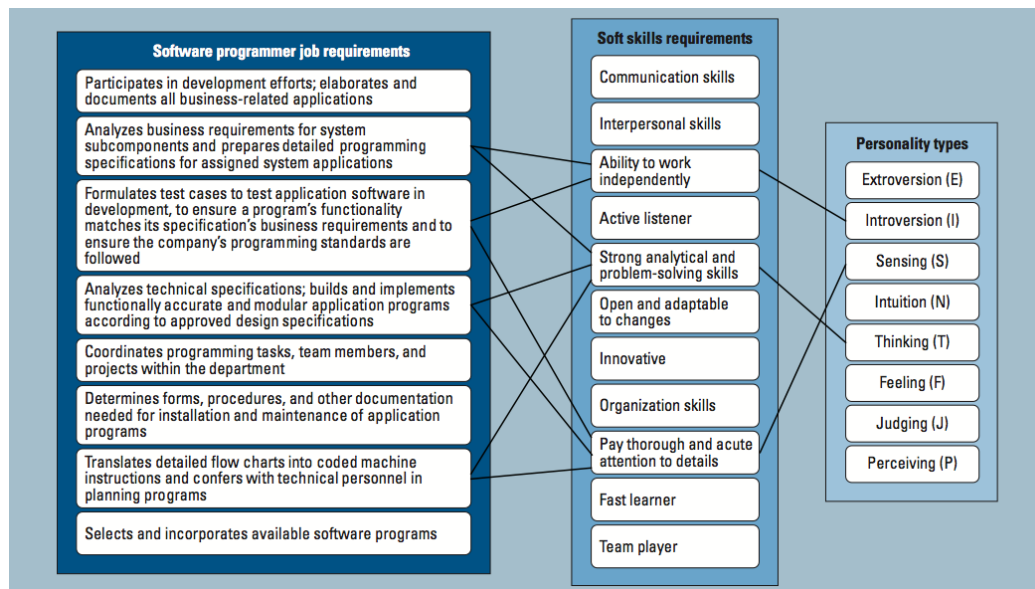 Software programmer job requirements
Participates in development efforts; elaborates and
documents all business-related applications
Analyzes business requirements for system
subcomponents and prepares detailed programming
specifications for assigned system applications
Formulates test cases to test application software in
development, to ensure a program's functionality
matches its specification's business requirements and to
ensure the company's programming standards are
followed
Analyzes technical specifications; builds and implements
functionally accurate and modular application programs
according to approved design specifications
Coordinates programming tasks, team members, and
projects within the department
Determines forms, procedures, and other documentation
needed for installation and maintenance of application
programs
Translates detailed flow charts into coded machine
instructions and confers with technical personnel in
planning programs
Selects and incorporates available software programs
Soft skills requirements
Communication skills
Interpersonal skills
Ability to work
independently
Active listener
Strong analytical and
problem-solving skills
Open and adaptable
to changes
Innovative
Organization skills
Pay thorough and acute
attention to details
Fast learner
Team player
Personality types
Extroversion (E)
Introversion (I)
Sensing (S)
Intuition (N)
Thinking (T)
Feeling (F)
Judging (J)
Perceiving (P)